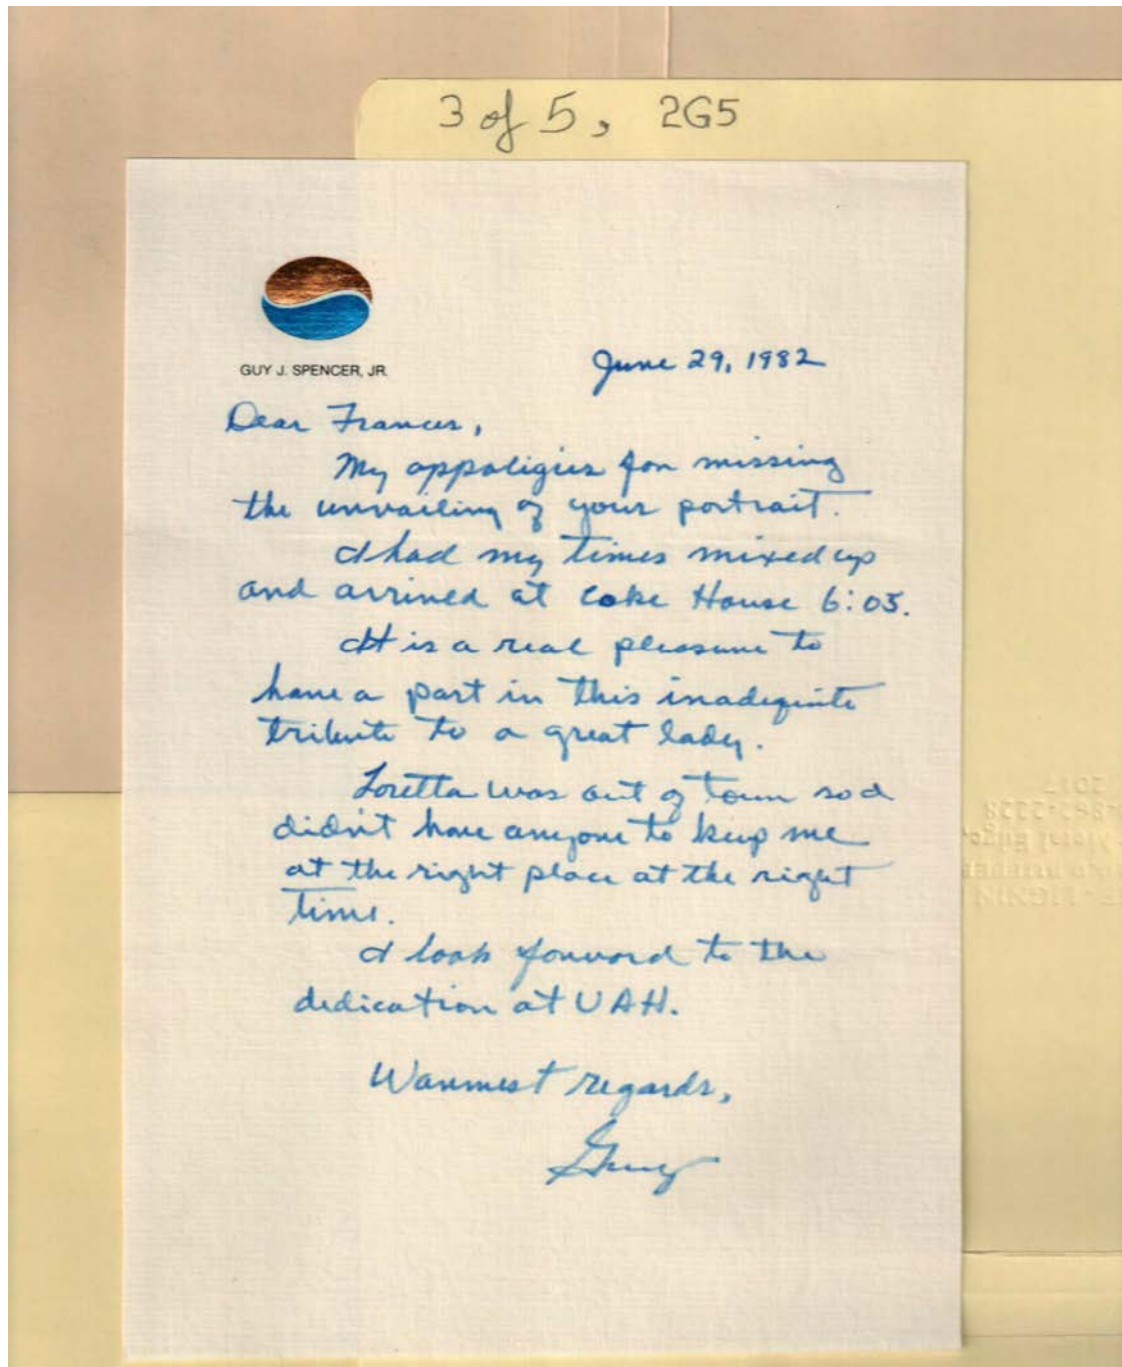 3 of 5, 2G5
GUY J. SPENCER, JR.
June 29, 1982
Dear Frances,
My appoligies for missing
the unvailing of your portrait.
I had my times mixed up
and arrived at Coke House 6:05.
It is a real pleasure to
have a part in this inadequite
tribute to a great lady.
Loretta was out of town so I
didn't have anyone to keep me
at the right place at the right
time.
I look forward to the
dedication at UAH.
Warmest regards,
Guy